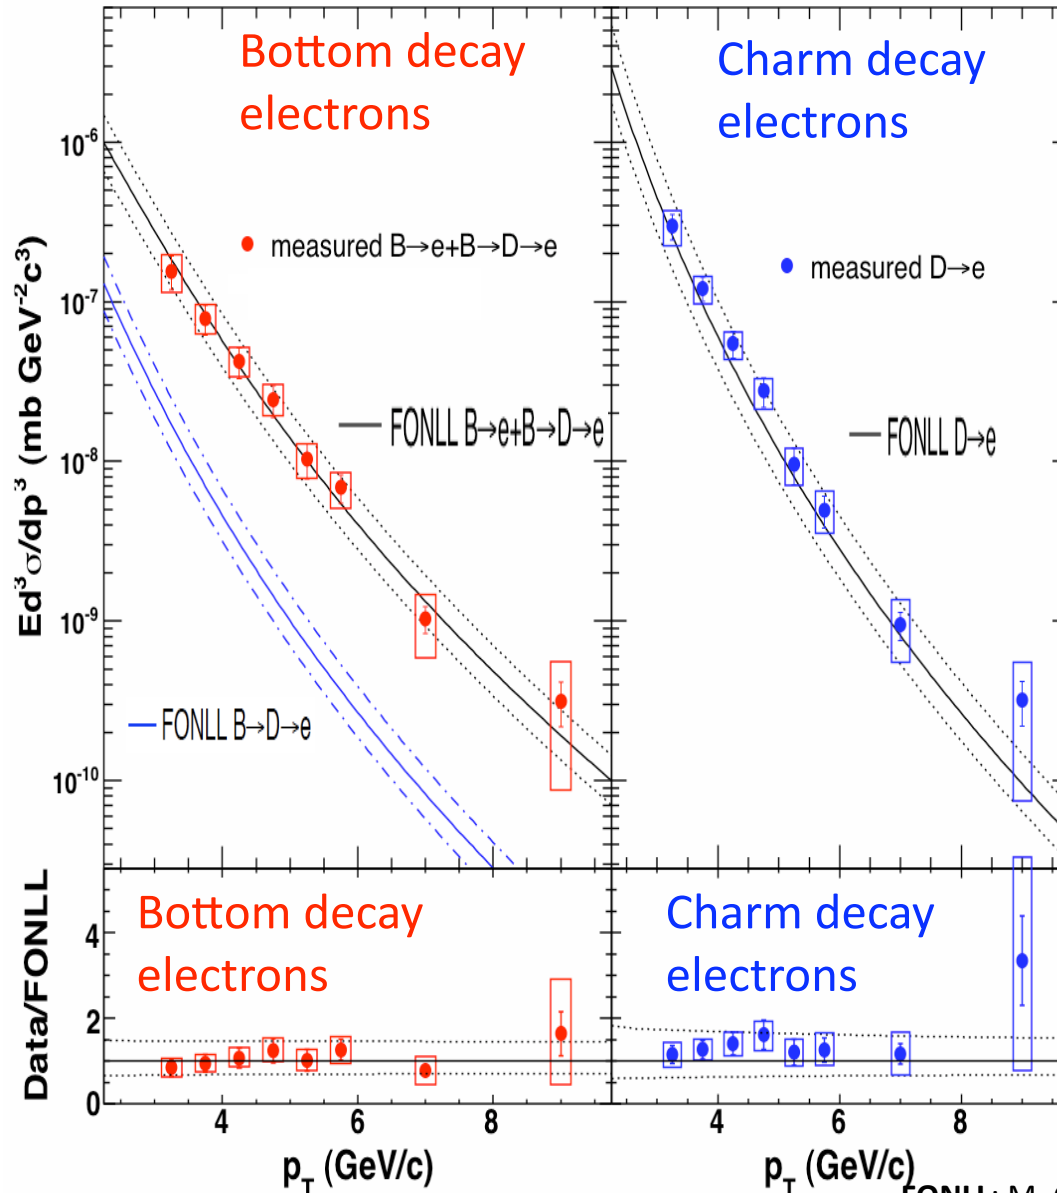 Bottom decay
electrons
10⁻⁶
measured B→e+B→D→e
10⁻⁷
FONLL B→e+B→D→e
10⁻⁸
10⁻⁹
FONLL B→D→e
10⁻¹⁰
Ed³σ/dp³ (mb GeV⁻²c³)
Charm decay
electrons
measured D→e
FONLL D→e
Bottom decay
electrons
4
2
0
Data/FONLL
4
6
8
p_T (GeV/c)
Charm decay
electrons
4
6
8
p_T (GeV/c)